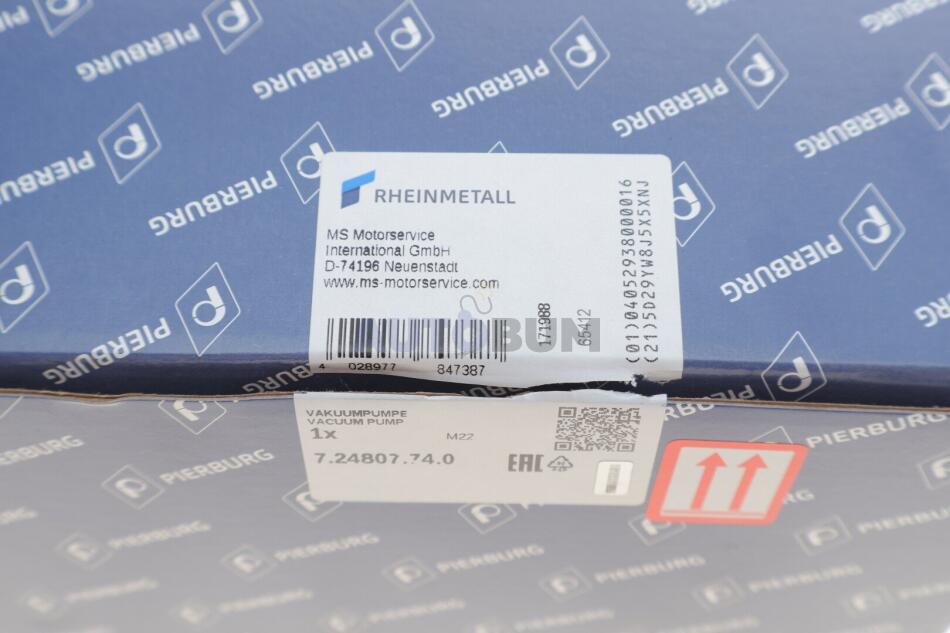 PIERBURG
RHEINMETALL
MS Motorservice
International GmbH
D-74196 Neuenstadt
www.ms-motorservice.com
AUTOBUM
4 028977 847387
171988
65412
(01)04052938000016
(21)5D29YW8J5X5XNJ
VAKUUMPUMPE
VACUUM PUMP
1x
M22
7.24807.74.0
EAC